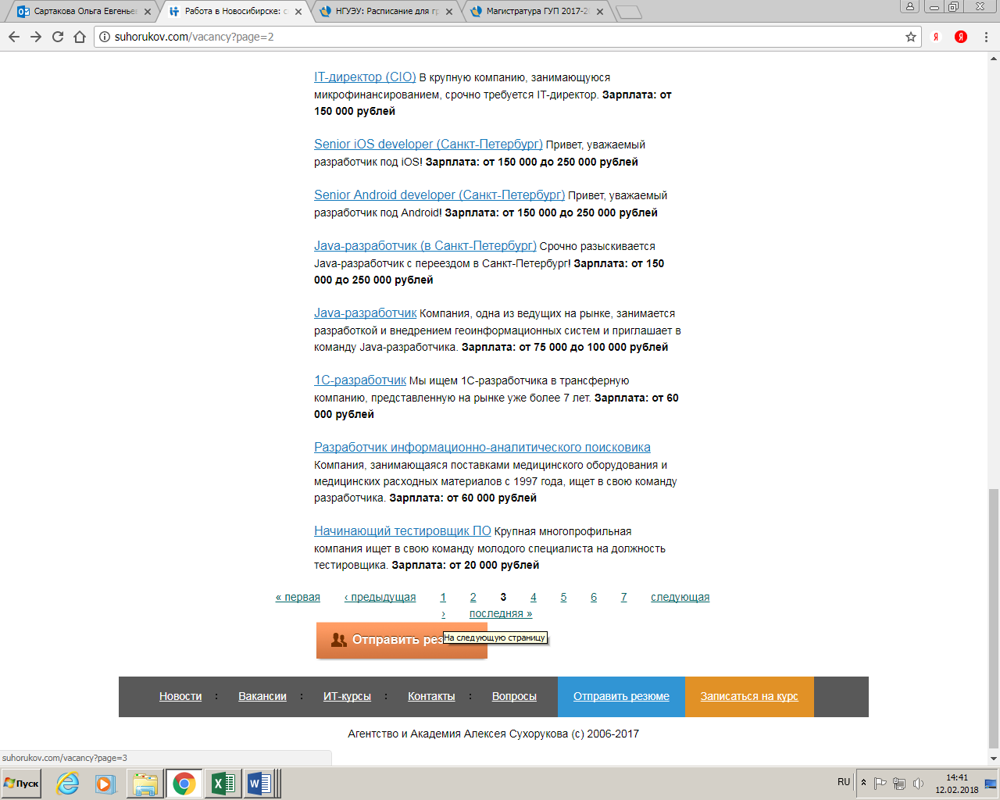 Сартакова Ольга Евгенье
Работа в Новосибирске: с
НГУЭУ: Расписание для гр
Магистратура ГУП 2017-20
suhorukov.com/vacancy?page=2
IT-директор (CIO) В крупную компанию, занимающуюся
микрофинансированием, срочно требуется IT-директор. Зарплата: от
150 000 рублей
Senior iOS developer (Санкт-Петербург) Привет, уважаемый
разработчик под iOS! Зарплата: от 150 000 до 250 000 рублей
Senior Android developer (Санкт-Петербург) Привет, уважаемый
разработчик под Android! Зарплата: от 150 000 до 250 000 рублей
Java-разработчик (в Санкт-Петербург) Срочно разыскивается
Java-разработчик с переездом в Санкт-Петербург! Зарплата: от 150
000 до 250 000 рублей
Java-разработчик Компания, одна из ведущих на рынке, занимается
разработкой и внедрением геоинформационных систем и приглашает в
команду Java-разработчика. Зарплата: от 75 000 до 100 000 рублей
1С-разработчик Мы ищем 1С-разработчика в трансферную
компанию, представленную на рынке уже более 7 лет. Зарплата: от 60
000 рублей
Разработчик информационно-аналитического поисковика
Компания, занимающаяся поставками медицинского оборудования и
медицинских расходных материалов с 1997 года, ищет в свою команду
разработчика. Зарплата: от 60 000 рублей
Начинающий тестировщик ПО Крупная многопрофильная
компания ищет в свою команду молодого специалиста на должность
тестировщика. Зарплата: от 20 000 рублей
« первая ‹ предыдущая 1 2 3 4 5 6 7 следующая
› последняя »
Отправить рез
На следующую страницу
Новости : Вакансии : ИТ-курсы : Контакты : Вопросы Отправить резюме Записаться на курс
Агентство и Академия Алексея Сухорукова (с) 2006-2017
suhorukov.com/vacancy?page=3
Пуск
RU
14:41
12.02.2018